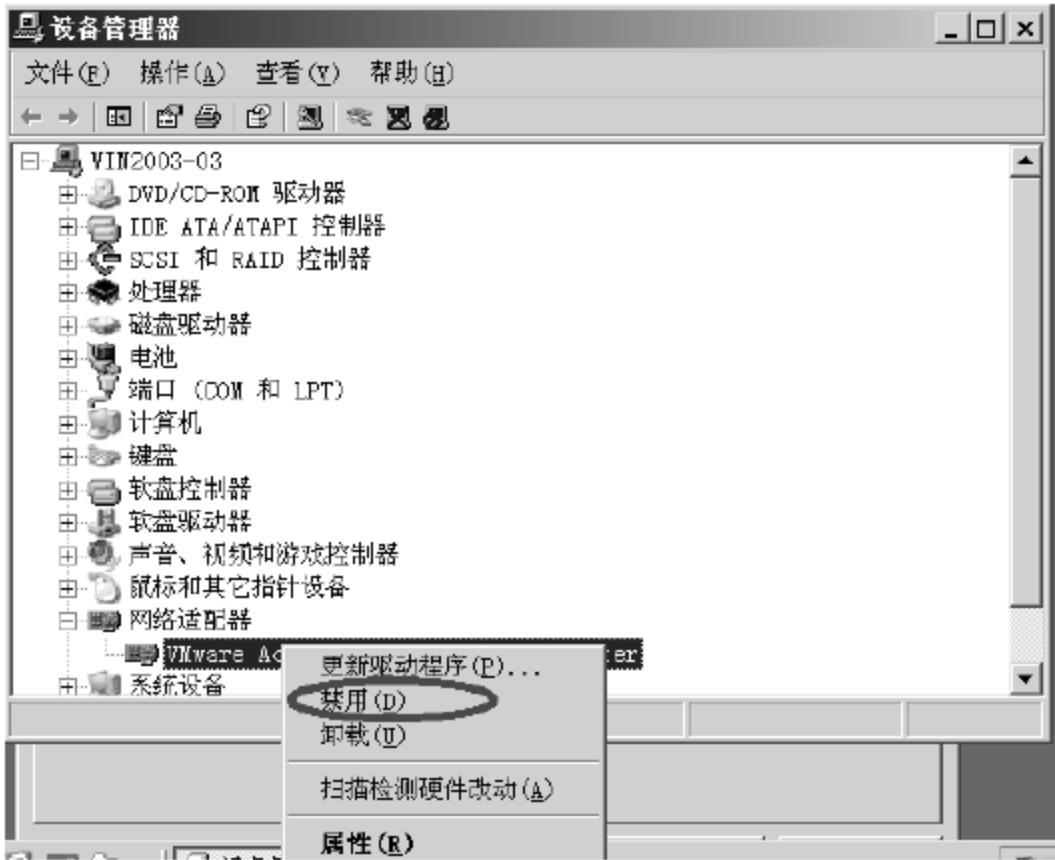 设备管理器
文件(F) 操作(A) 查看(V) 帮助(H)
VIN2003-03
DVD/CD-ROM 驱动器
IDE ATA/ATAPI 控制器
SCSI 和 RAID 控制器
处理器
磁盘驱动器
电池
端口 (COM 和 LPT)
计算机
键盘
软盘控制器
软盘驱动器
声音、视频和游戏控制器
鼠标和其它指针设备
网络适配器
VMware Ac
er
系统设备
更新驱动程序(P)...
禁用(D)
卸载(U)
扫描检测硬件改动(A)
属性(R)